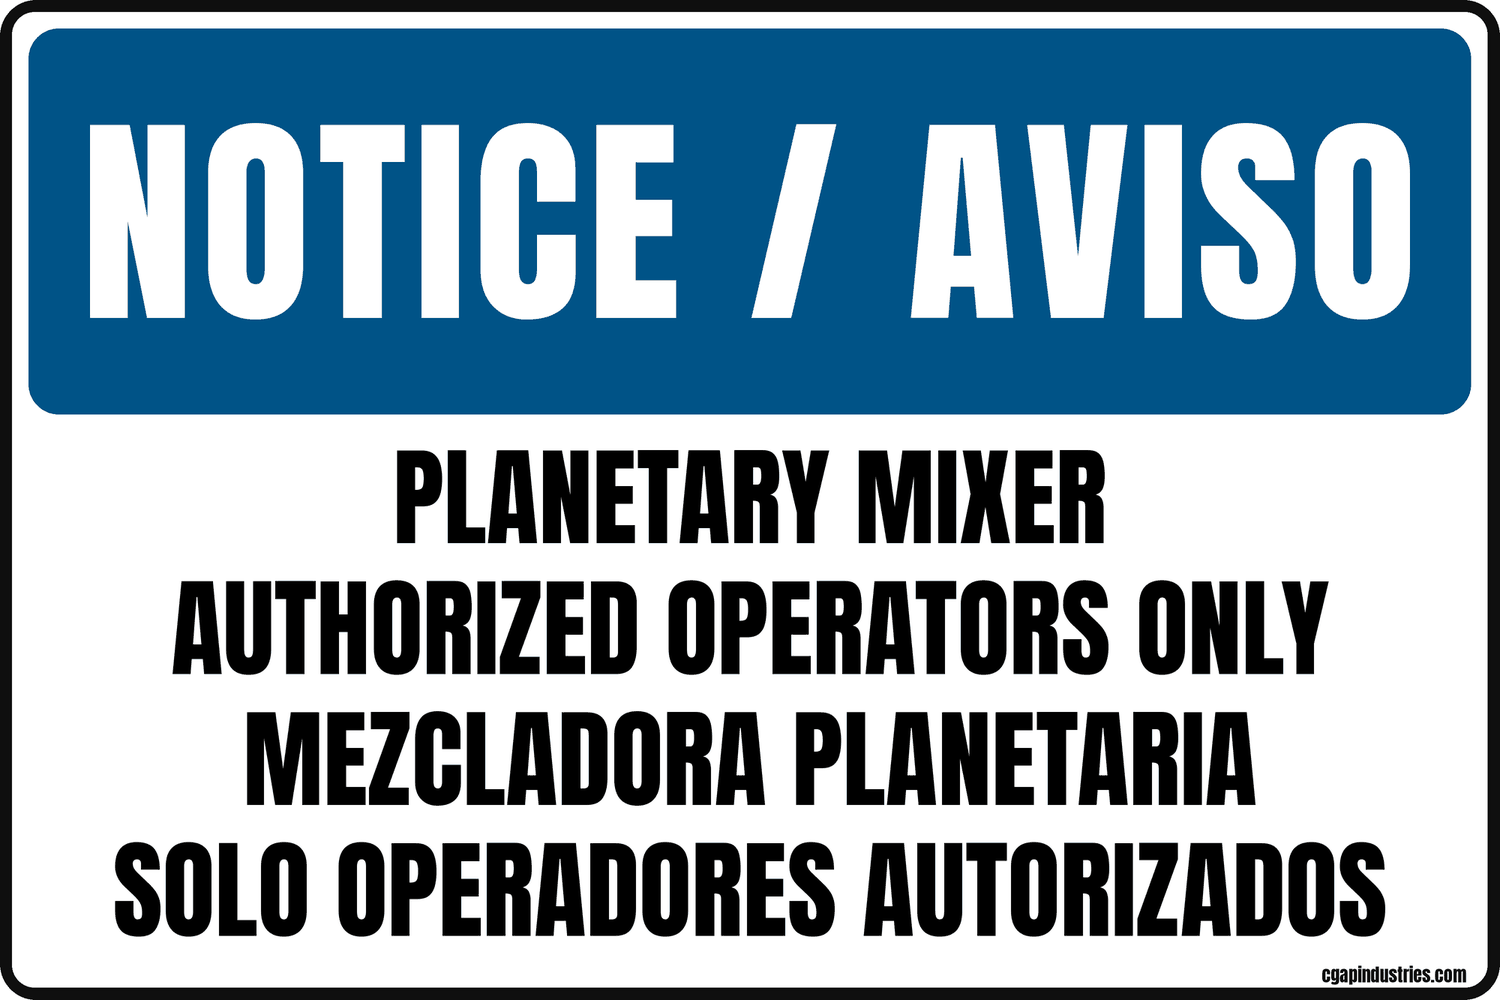 NOTICE / AVISO
PLANETARY MIXER
AUTHORIZED OPERATORS ONLY
MEZCLADORA PLANETARIA
SOLO OPERADORES AUTORIZADOS
cgapindustries.com